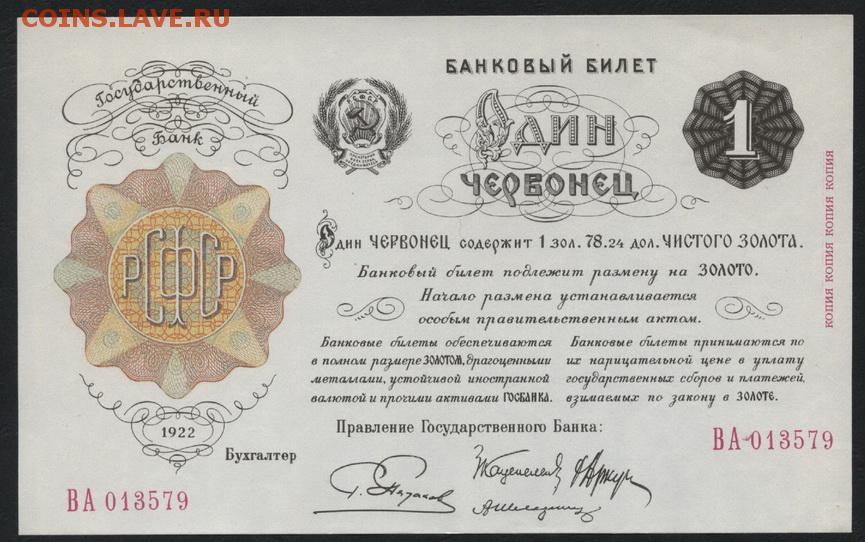 COINS.LAVE.RU
Государственный
Банк
РСФСР
1922
Бухгалтер
ВА 013579
БАНКОВЫЙ БИЛЕТ
1
Один
ЧЕРВОНЕЦ
Один ЧЕРВОНЕЦ содержит 1 зол. 78.24 дол. ЧИСТОГО ЗОЛОТА.
Банковый билет подлежит размену на ЗОЛОТО.
Начало размена устанавливается
особым правительственным актом.
Банковые билеты обеспечиваются
в полном размере ЗОЛОТОМ, драгоценными
металлами, устойчивой иностранной
валютой и прочими активами ГОСБАНКА.
Банковые билеты принимаются по
их нарицательной цене в уплату
государственных сборов и платежей,
взимаемых по закону в ЗОЛОТЕ.
Правление Государственного Банка:
ВА 013579
КОПИЯ КОПИЯ КОПИЯ КОПИЯ